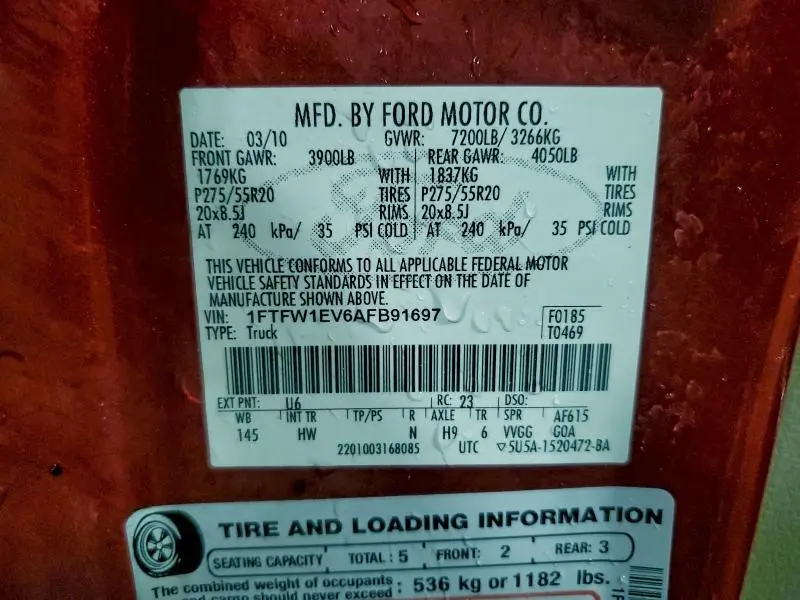 MFD. BY FORD MOTOR CO.
DATE: 03/10 GVWR: 7200LB/ 3266KG
FRONT GAWR: 3900LB REAR GAWR: 4050LB
1769KG WITH 1837KG WITH
P275/55R20 TIRES P275/55R20 TIRES
20x8.5J RIMS 20x8.5J RIMS
AT 240 kPa/ 35 PSI COLD AT 240 kPa/ 35 PSI COLD
THIS VEHICLE CONFORMS TO ALL APPLICABLE FEDERAL MOTOR
VEHICLE SAFETY STANDARDS IN EFFECT ON THE DATE OF
MANUFACTURE SHOWN ABOVE.
VIN: 1FTFW1EV6AFB91697 F0185
TYPE: Truck T0469
EXT PNT: U6 RC: 23 DSO:
WB INT TR TP/PS R AXLE TR SPR AF615
145 HW N H9 6 VVGG GOA
2201003168085 UTC ▽5U5A-1520472-BA
TIRE AND LOADING INFORMATION
SEATING CAPACITY TOTAL : 5 FRONT: 2 REAR: 3
The combined weight of occupants : 536 kg or 1182 lbs.
and cargo should never exceed